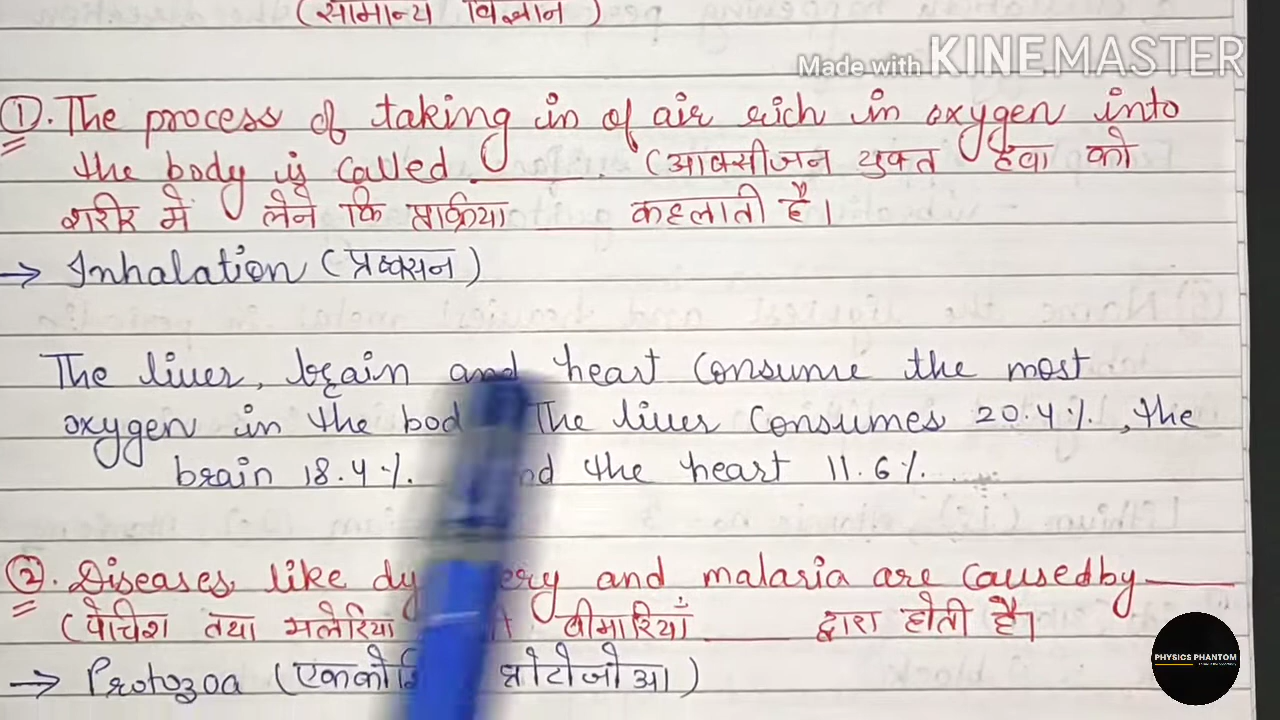 (सामान्य विज्ञान)
Made with KINEMASTER
①. The process of taking in of air rich in oxygen into
the body is called ______. (आक्सीजन युक्त हवा को
शरीर में लेने कि प्रक्रिया ____ कहलाती है।
→ Inhalation (प्रश्वसन)
The liver, brain and heart consume the most
oxygen in the bod The liver consumes 20.4%, the
brain 18.4%. the heart 11.6%.
②. Diseases like and malaria are caused by ____
(पेचिश तथा मलेरिया बीमारियाँ ____ द्वारा होती है।
→ Protozoa ( प्रोटोजोआ)
PHYSICS PHANTOM